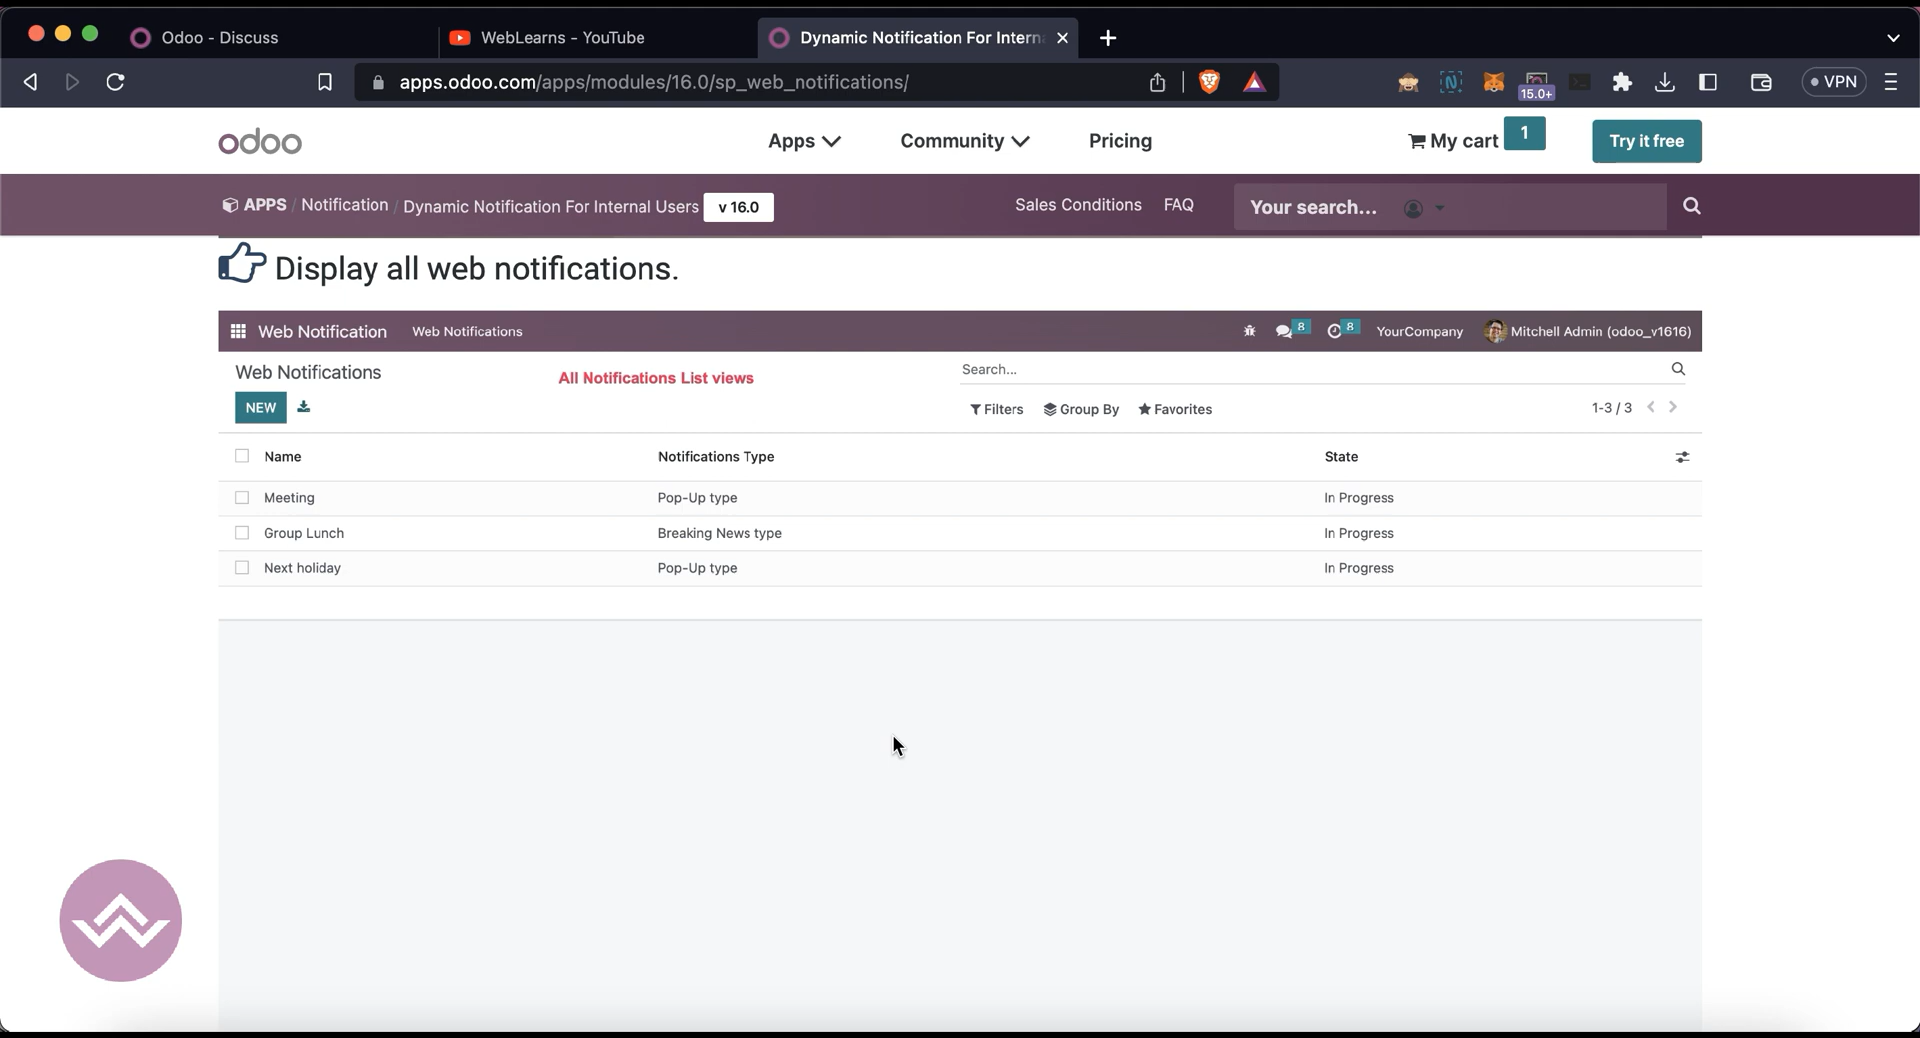 Odoo - Discuss
WebLearns - YouTube
Dynamic Notification For Intern
apps.odoo.com/apps/modules/16.0/sp_web_notifications/
15.0+
VPN
odoo
Apps
Community
Pricing
My cart
1
Try it free
APPS / Notification / Dynamic Notification For Internal Users v 16.0
Sales Conditions
FAQ
Your search...
Display all web notifications.
Web Notification
Web Notifications
8
8
YourCompany
Mitchell Admin (odoo_v1616)
Web Notifications
All Notifications List views
Search...
NEW
Filters
Group By
Favorites
1-3 / 3
Name Notifications Type State
Meeting Pop-Up type In Progress
Group Lunch Breaking News type In Progress
Next holiday Pop-Up type In Progress